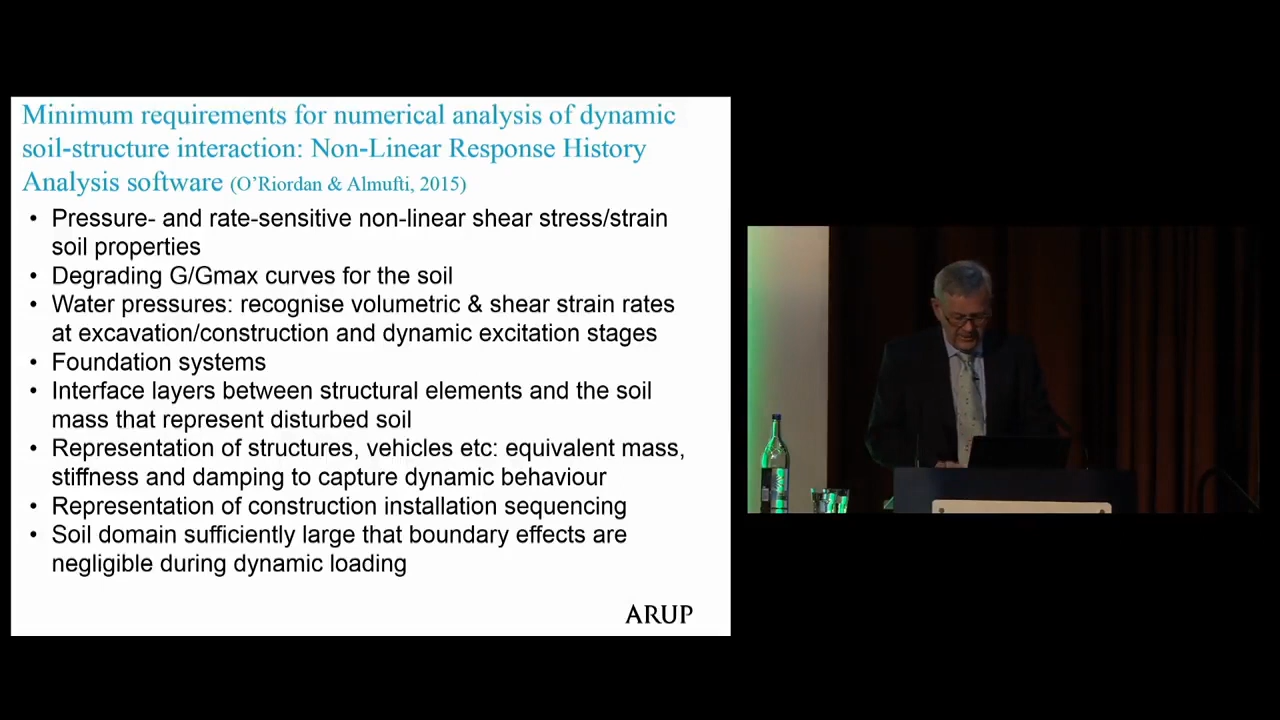 Minimum requirements for numerical analysis of dynamic
soil-structure interaction: Non-Linear Response History
Analysis software (O'Riordan & Almufti, 2015)
• Pressure- and rate-sensitive non-linear shear stress/strain
soil properties
• Degrading G/Gmax curves for the soil
• Water pressures: recognise volumetric & shear strain rates
at excavation/construction and dynamic excitation stages
• Foundation systems
• Interface layers between structural elements and the soil
mass that represent disturbed soil
• Representation of structures, vehicles etc: equivalent mass,
stiffness and damping to capture dynamic behaviour
• Representation of construction installation sequencing
• Soil domain sufficiently large that boundary effects are
negligible during dynamic loading
ARUP